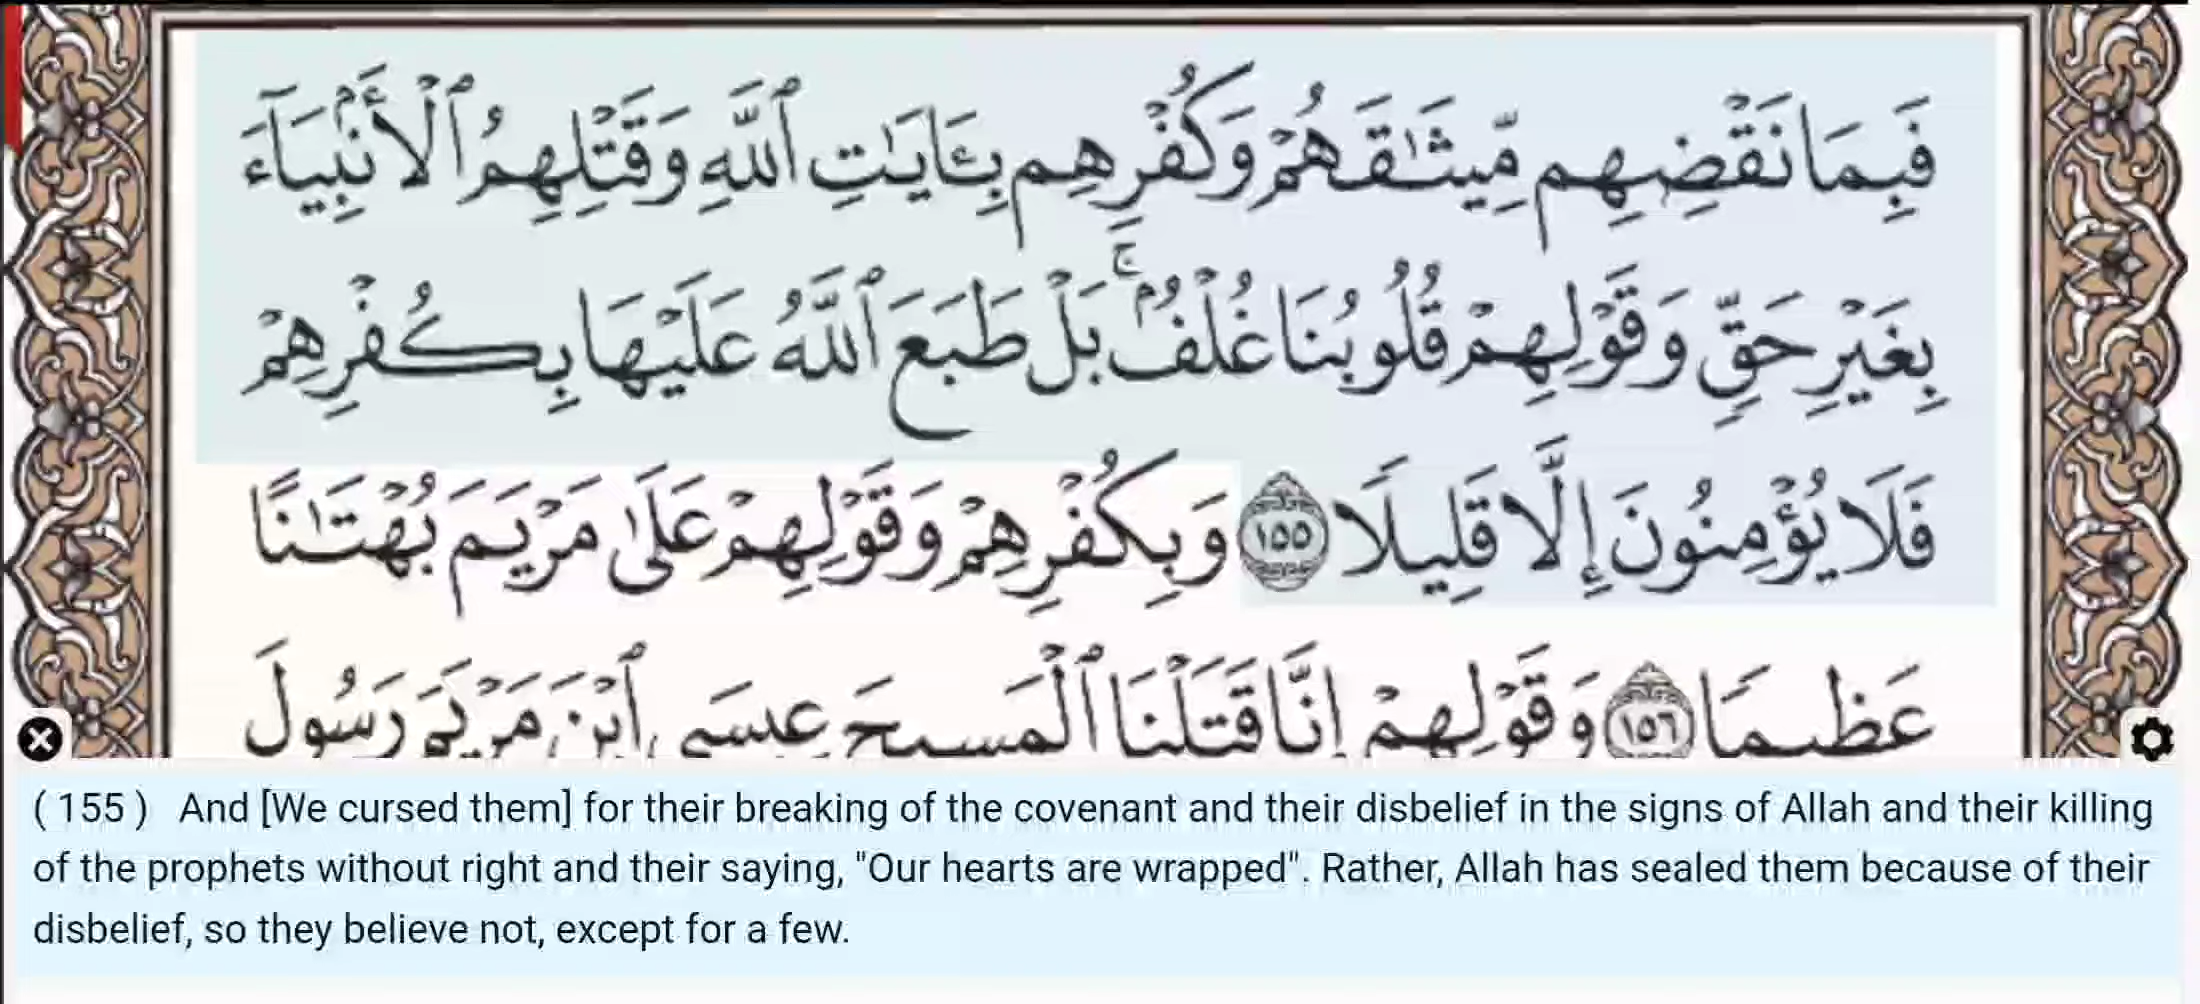 فَبِمَا نَقْضِهِم مِّيثَٰقَهُمْ وَكُفْرِهِم بِـَٔايَٰتِ ٱللَّهِ وَقَتْلِهِمُ ٱلْأَنۢبِيَآءَ
بِغَيْرِ حَقٍّ وَقَوْلِهِمْ قُلُوبُنَا غُلْفٌۢ ۚ بَلْ طَبَعَ ٱللَّهُ عَلَيْهَا بِكُفْرِهِمْ
فَلَا يُؤْمِنُونَ إِلَّا قَلِيلًا ١٥٥ وَبِكُفْرِهِمْ وَقَوْلِهِمْ عَلَىٰ مَرْيَمَ بُهْتَٰنًا
عَظِيمًا ١٥٦ وَقَوْلِهِمْ إِنَّا قَتَلْنَا ٱلْمَسِيحَ عِيسَى ٱبْنَ مَرْيَمَ رَسُولَ
( 155 ) And [We cursed them] for their breaking of the covenant and their disbelief in the signs of Allah and their killing
of the prophets without right and their saying, "Our hearts are wrapped". Rather, Allah has sealed them because of their
disbelief, so they believe not, except for a few.